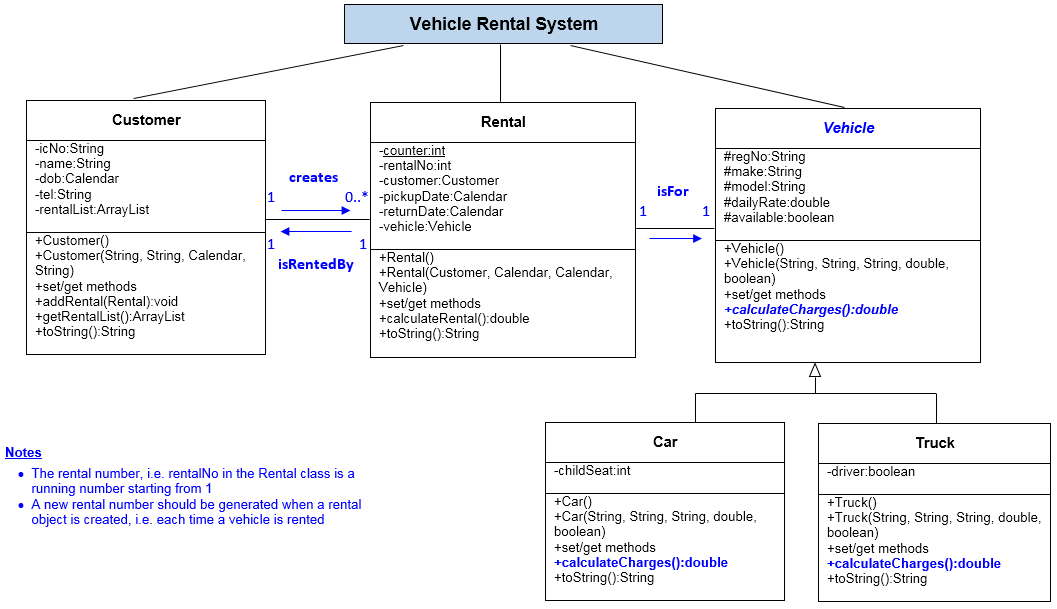 Vehicle Rental System
Customer
-icNo:String
-name:String
-dob:Calendar
-tel:String
-rentalList:ArrayList
+Customer()
+Customer(String, String, Calendar,
String)
+set/get methods
+addRental(Rental):void
+getRentalList():ArrayList
+toString():String
creates
1
0..*
1
1
isRentedBy
Rental
-counter:int
-rentalNo:int
-customer:Customer
-pickupDate:Calendar
-returnDate:Calendar
-vehicle:Vehicle
+Rental()
+Rental(Customer, Calendar, Calendar,
Vehicle)
+set/get methods
+calculateRental():double
+toString():String
isFor
1
1
Vehicle
#regNo:String
#make:String
#model:String
#dailyRate:double
#available:boolean
+Vehicle()
+Vehicle(String, String, String, double,
boolean)
+set/get methods
+calculateCharges():double
+toString():String
Car
-childSeat:int
+Car()
+Car(String, String, String, double,
boolean)
+set/get methods
+calculateCharges():double
+toString():String
Truck
-driver:boolean
+Truck()
+Truck(String, String, String, double,
boolean)
+set/get methods
+calculateCharges():double
+toString():String
Notes
• The rental number, i.e. rentalNo in the Rental class is a
running number starting from 1
• A new rental number should be generated when a rental
object is created, i.e. each time a vehicle is rented